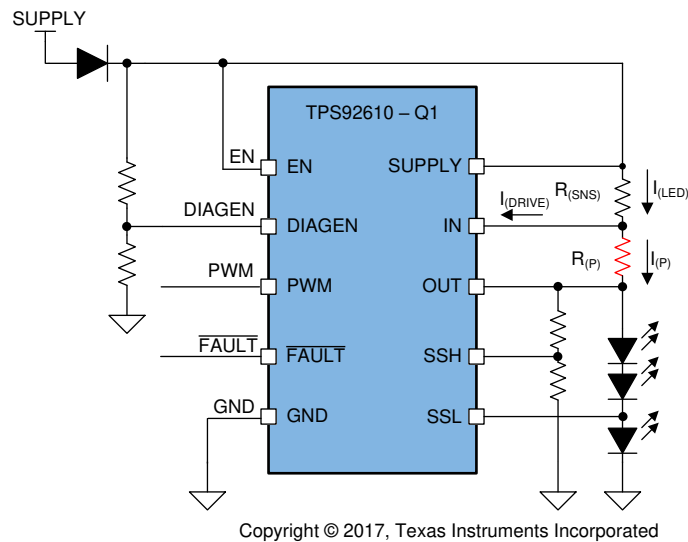 SUPPLY
TPS92610 – Q1
EN
EN
SUPPLY
R(SNS)
I(LED)
I(DRIVE)
DIAGEN
DIAGEN
IN
R(P)
I(P)
PWM
PWM
OUT
FAULT
FAULT
SSH
GND
GND
SSL
Copyright © 2017, Texas Instruments Incorporated